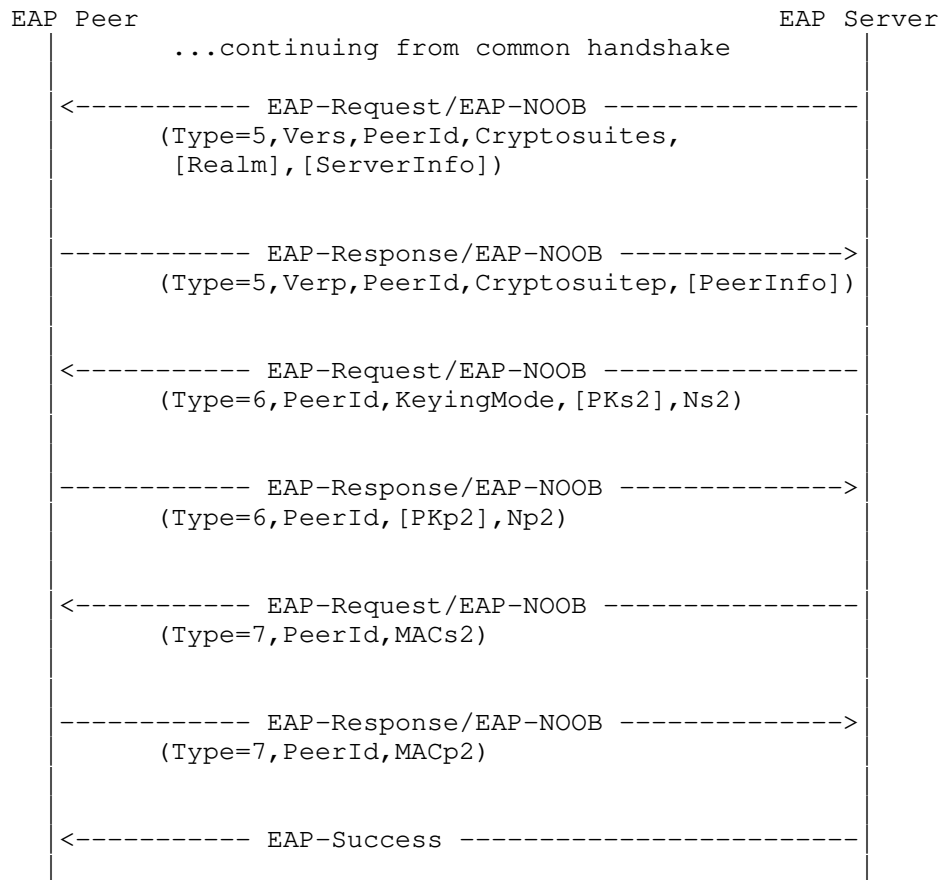 EAP Peer                                              EAP Server
...continuing from common handshake
<----------- EAP-Request/EAP-NOOB ----------------
(Type=5,Vers,PeerId,Cryptosuites,
[Realm],[ServerInfo])
------------ EAP-Response/EAP-NOOB -------------->
(Type=5,Verp,PeerId,Cryptosuitep,[PeerInfo])
<----------- EAP-Request/EAP-NOOB ----------------
(Type=6,PeerId,KeyingMode,[PKs2],Ns2)
------------ EAP-Response/EAP-NOOB -------------->
(Type=6,PeerId,[PKp2],Np2)
<----------- EAP-Request/EAP-NOOB ----------------
(Type=7,PeerId,MACs2)
------------ EAP-Response/EAP-NOOB -------------->
(Type=7,PeerId,MACp2)
<----------- EAP-Success -------------------------